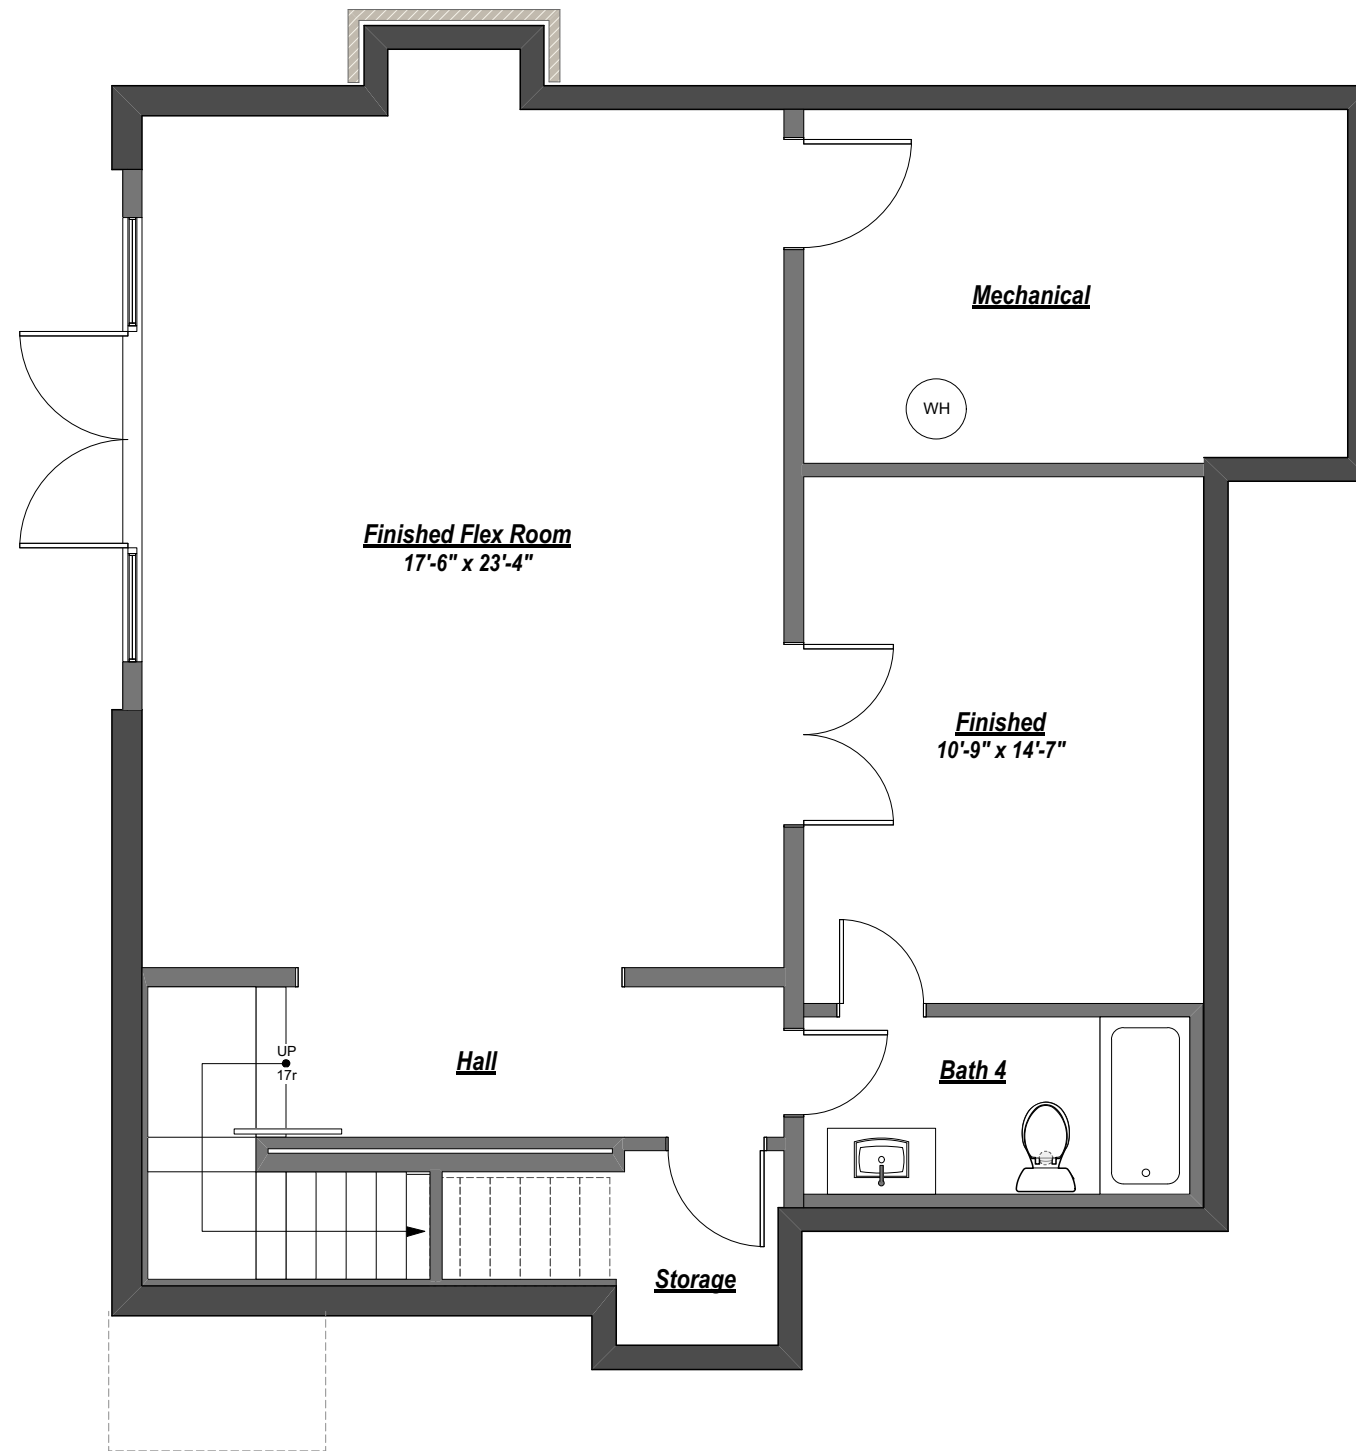 Mechanical
WH
Finished Flex Room
17'-6" x 23'-4"
Finished
10'-9" x 14'-7"
UP
17r
Hall
Bath 4
Storage